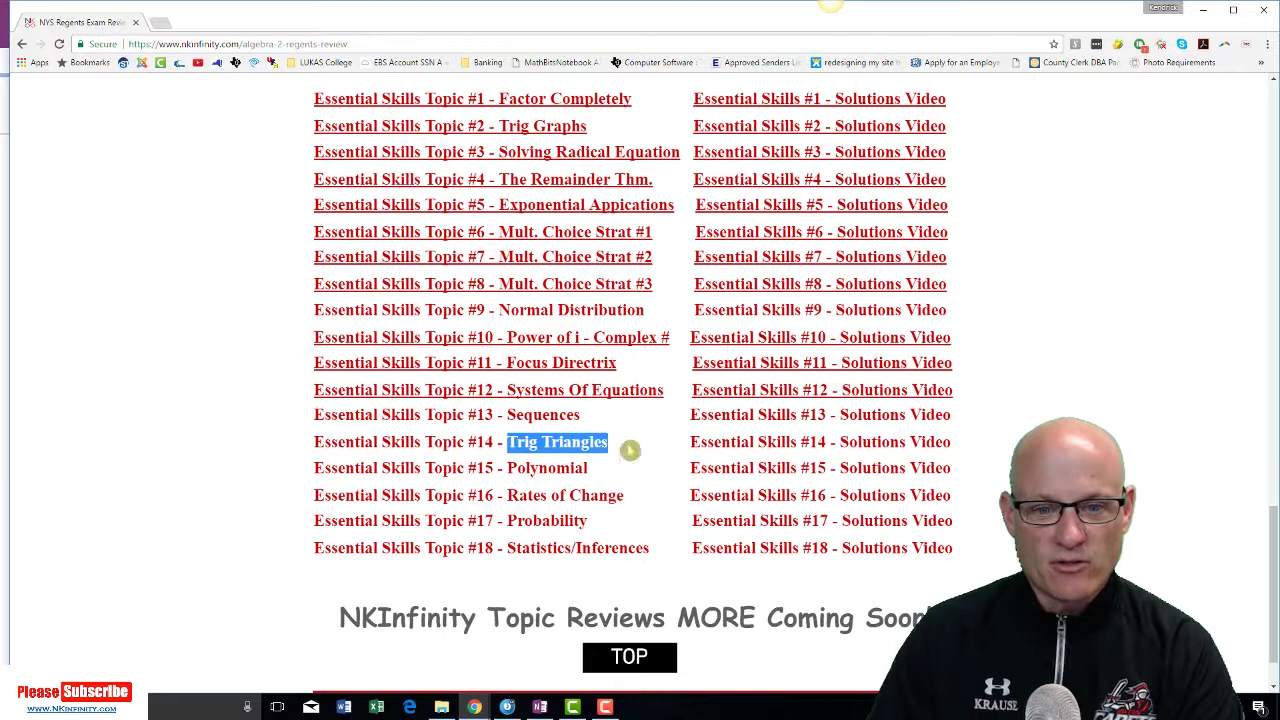 Kendrick
NYS Regents Exam Revie
Secure https://www.nkinfinity.com/algebra-2-regents-review
Apps Bookmarks LUKAS College EBS Account SSN A Banking MathBitsNotebook A Computer Software : T Approved Senders List redesigning my site b Apply for an Employe County Clerk DBA Pag Photo Requirements
Essential Skills Topic #1 - Factor Completely Essential Skills #1 - Solutions Video
Essential Skills Topic #2 - Trig Graphs Essential Skills #2 - Solutions Video
Essential Skills Topic #3 - Solving Radical Equation Essential Skills #3 - Solutions Video
Essential Skills Topic #4 - The Remainder Thm. Essential Skills #4 - Solutions Video
Essential Skills Topic #5 - Exponential Appications Essential Skills #5 - Solutions Video
Essential Skills Topic #6 - Mult. Choice Strat #1 Essential Skills #6 - Solutions Video
Essential Skills Topic #7 - Mult. Choice Strat #2 Essential Skills #7 - Solutions Video
Essential Skills Topic #8 - Mult. Choice Strat #3 Essential Skills #8 - Solutions Video
Essential Skills Topic #9 - Normal Distribution Essential Skills #9 - Solutions Video
Essential Skills Topic #10 - Power of i - Complex # Essential Skills #10 - Solutions Video
Essential Skills Topic #11 - Focus Directrix Essential Skills #11 - Solutions Video
Essential Skills Topic #12 - Systems Of Equations Essential Skills #12 - Solutions Video
Essential Skills Topic #13 - Sequences Essential Skills #13 - Solutions Video
Essential Skills Topic #14 - Trig Triangles Essential Skills #14 - Solutions Video
Essential Skills Topic #15 - Polynomial Essential Skills #15 - Solutions Video
Essential Skills Topic #16 - Rates of Change Essential Skills #16 - Solutions Video
Essential Skills Topic #17 - Probability Essential Skills #17 - Solutions Video
Essential Skills Topic #18 - Statistics/Inferences Essential Skills #18 - Solutions Video
NKInfinity Topic Reviews MORE Coming Soon
TOP
Please Subscribe
www.NKinfinity.com
KRAUSE